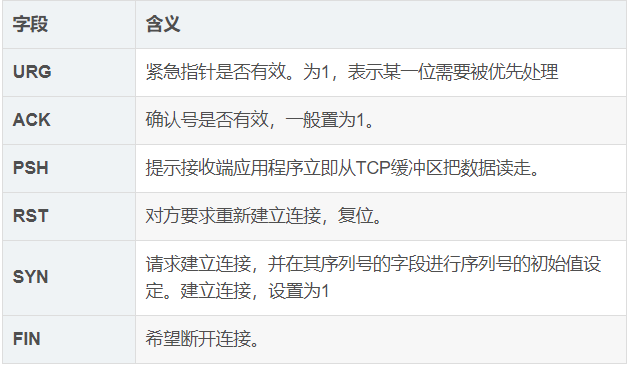 字段 含义
URG 紧急指针是否有效。为1，表示某一位需要被优先处理
ACK 确认号是否有效，一般置为1。
PSH 提示接收端应用程序立即从TCP缓冲区把数据读走。
RST 对方要求重新建立连接，复位。
SYN 请求建立连接，并在其序列号的字段进行序列号的初始值设
定。建立连接，设置为1
FIN 希望断开连接。